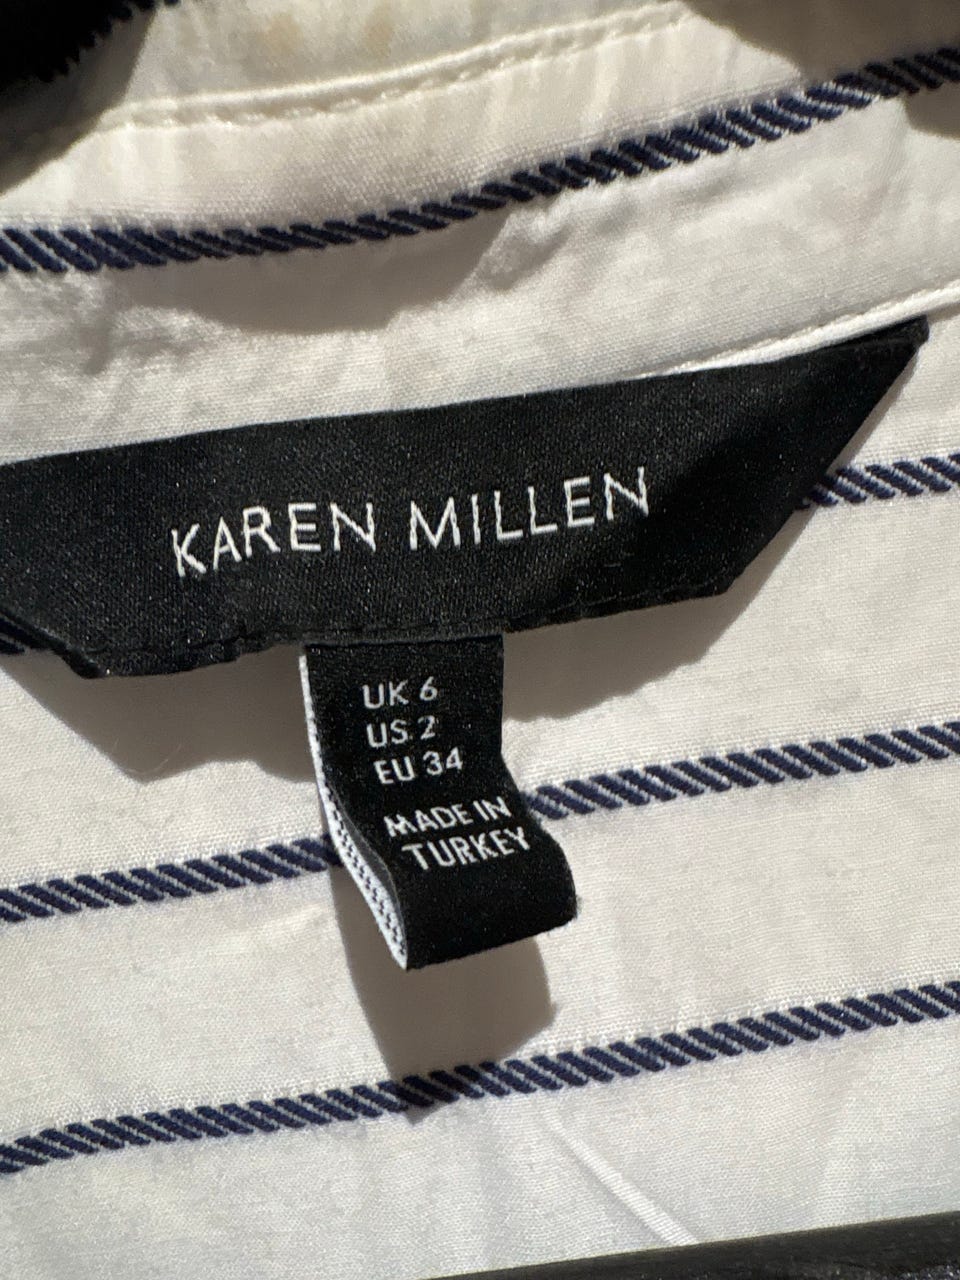 KAREN MILLEN
UK 6
US 2
EU 34
MADE IN
TURKEY